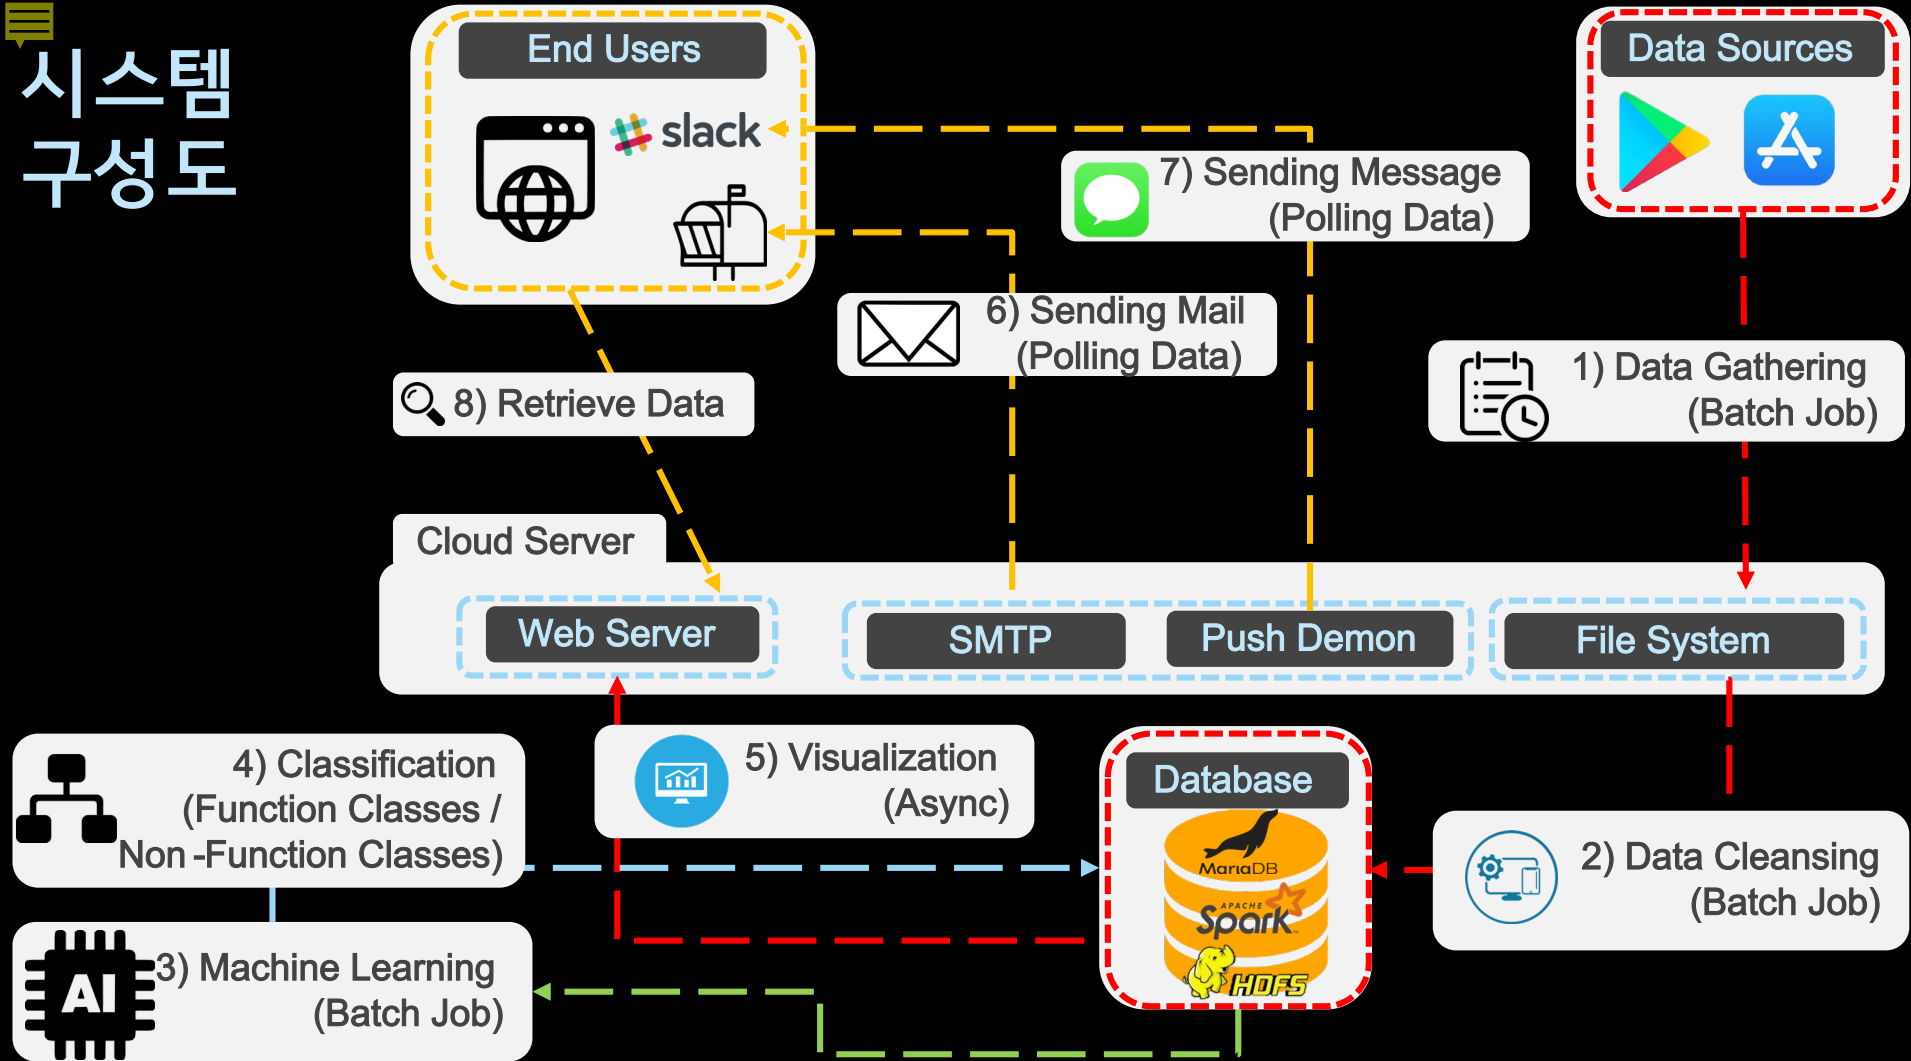 시스템
구성도
End Users
slack
Data Sources
7) Sending Message
(Polling Data)
6) Sending Mail
(Polling Data)
1) Data Gathering
(Batch Job)
8) Retrieve Data
Cloud Server
Web Server
SMTP
Push Demon
File System
4) Classification
(Function Classes /
Non-Function Classes)
5) Visualization
(Async)
Database
MariaDB
APACHE
Spark
HDFS
2) Data Cleansing
(Batch Job)
AI
3) Machine Learning
(Batch Job)